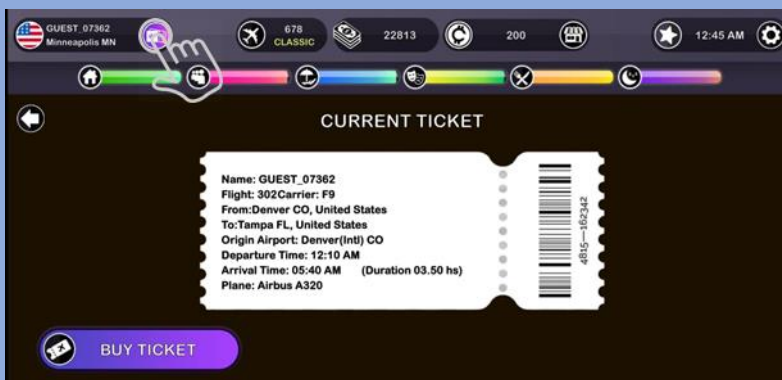 GUEST_07362
Minneapolis MN
678
CLASSIC
22813
200
12:45 AM
CURRENT TICKET
Name: GUEST_07362
Flight: 302Carrier: F9
From:Denver CO, United States
To:Tampa FL, United States
Origin Airport: Denver(Intl) CO
Departure Time: 12:10 AM
Arrival Time: 05:40 AM (Duration 03.50 hs)
Plane: Airbus A320
4815—162342
BUY TICKET